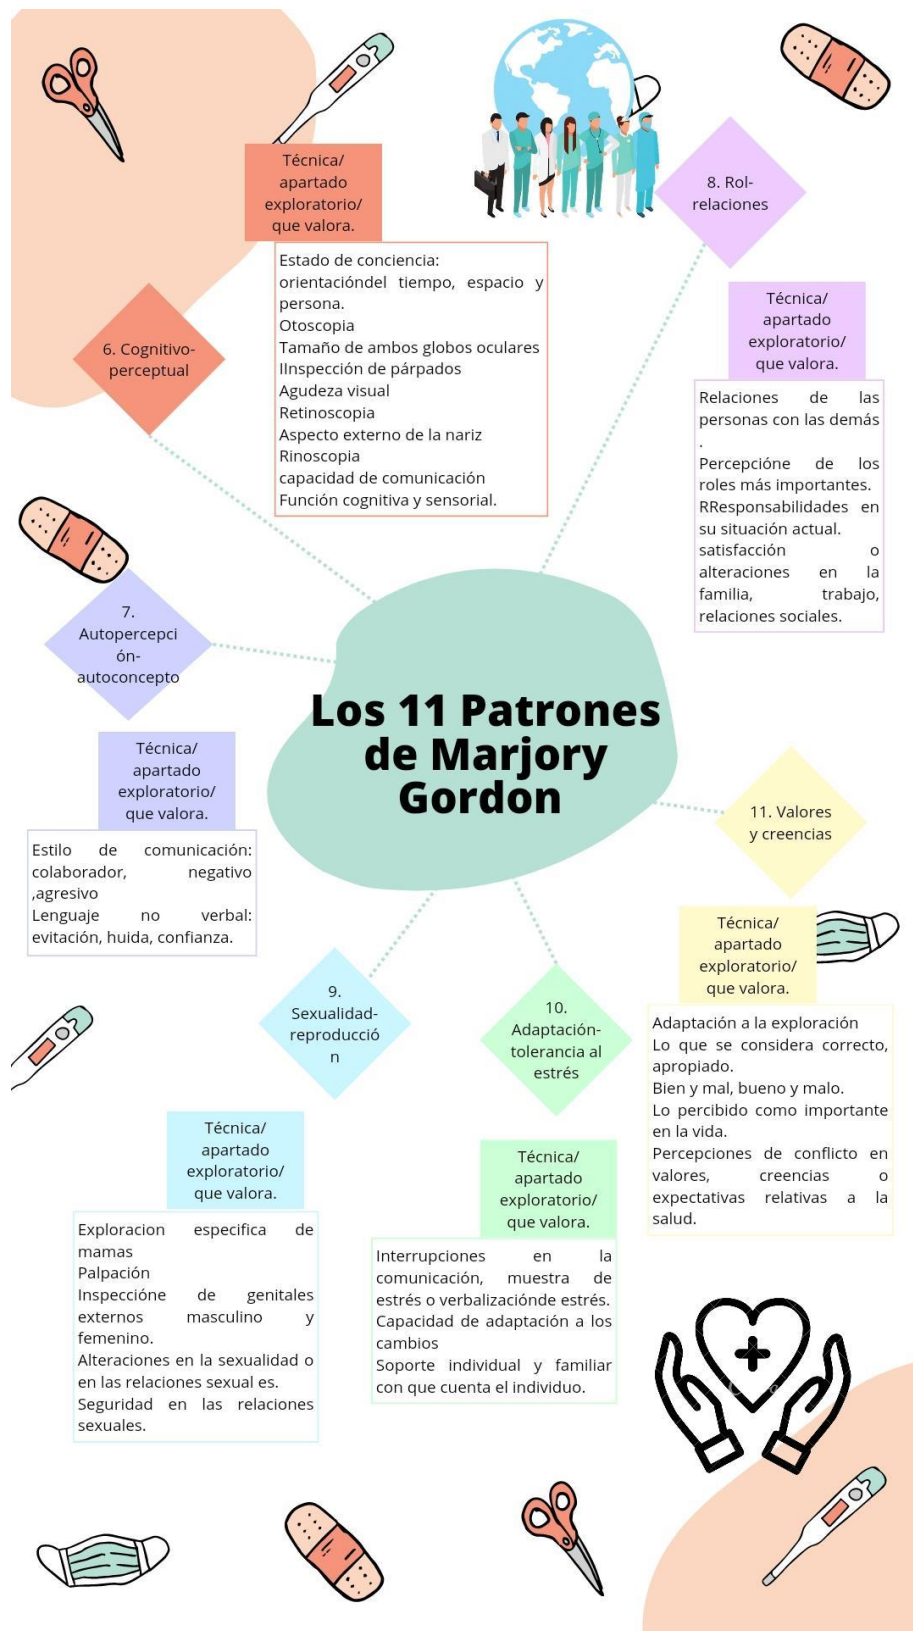 Técnica/
apartado
exploratorio/
que valora.
Estado de conciencia:
orientacióndel tiempo, espacio y
persona.
Otoscopia
Tamaño de ambos globos oculares
IInspección de párpados
Agudeza visual
Retinoscopia
Aspecto externo de la nariz
Rinoscopia
capacidad de comunicación
Función cognitiva y sensorial.
6. Cognitivo-
perceptual
8. Rol-
relaciones
Técnica/
apartado
exploratorio/
que valora.
Relaciones de las
personas con las demás
.
Percepcióne de los
roles más importantes.
RResponsabilidades en
su situación actual.
satisfacción o
alteraciones en la
familia, trabajo,
relaciones sociales.
7.
Autopercepci
ón-
autoconcepto
Técnica/
apartado
exploratorio/
que valora.
Estilo de comunicación:
colaborador, negativo
,agresivo
Lenguaje no verbal:
evitación, huida, confianza.
Los 11 Patrones
de Marjory
Gordon
11. Valores
y creencias
Técnica/
apartado
exploratorio/
que valora.
Adaptación a la exploración
Lo que se considera correcto,
apropiado.
Bien y mal, bueno y malo.
Lo percibido como importante
en la vida.
Percepciones de conflicto en
valores, creencias o
expectativas relativas a la
salud.
9.
Sexualidad-
reproducció
n
Técnica/
apartado
exploratorio/
que valora.
Exploracion especifica de
mamas
Palpación
Inspeccióne de genitales
externos masculino y
femenino.
Alteraciones en la sexualidad o
en las relaciones sexual es.
Seguridad en las relaciones
sexuales.
10.
Adaptación-
tolerancia al
estrés
Técnica/
apartado
exploratorio/
que valora.
Interrupciones en la
comunicación, muestra de
estrés o verbalizaciónde estrés.
Capacidad de adaptación a los
cambios
Soporte individual y familiar
con que cuenta el individuo.